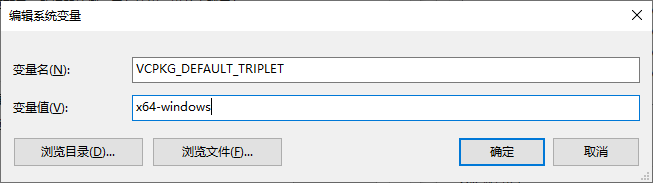 编辑系统变量
变量名(N): VCPKG_DEFAULT_TRIPLET
变量值(V): x64-windows
浏览目录(D)... 浏览文件(F)... 确定 取消